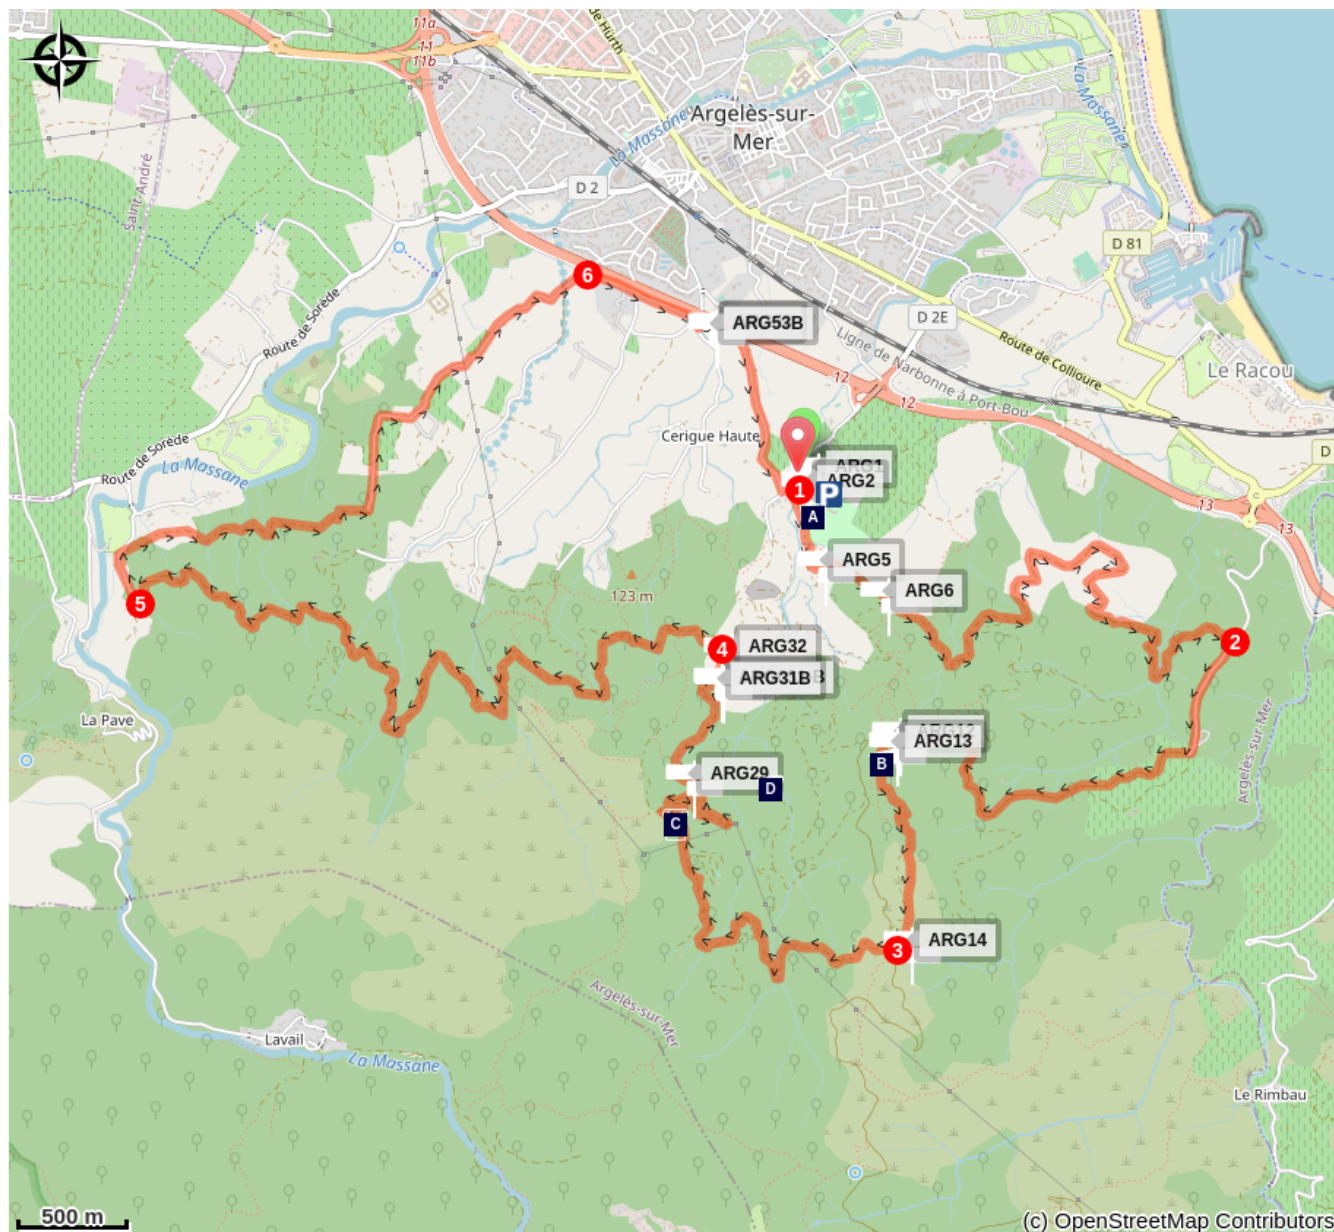 11a
11
11b
de Hürth
La Massane
La Massane
Argelès-sur-
Mer
Saint-André
D 2
D 81
6
Route de Sorède
ARG53B
D 2E
Route de Collioure
Ligne de Narbonne à Port-Bou
Le Racou
12
12
Cerigue Haute
Route de Sorède
La Massane
D
ARG1
ARG2
1
P
A
13
13
ARG5
123 m
ARG6
5
4
ARG32
2
ARG31B
B
La Pave
ARG12
ARG13
B
Argelès-sur-Mer
ARG29
D
C
ARG14
3
Argelès-sur-Mer
Lavail
La Massane
Le Rimbau
500 m
(c) OpenStreetMap Contributors